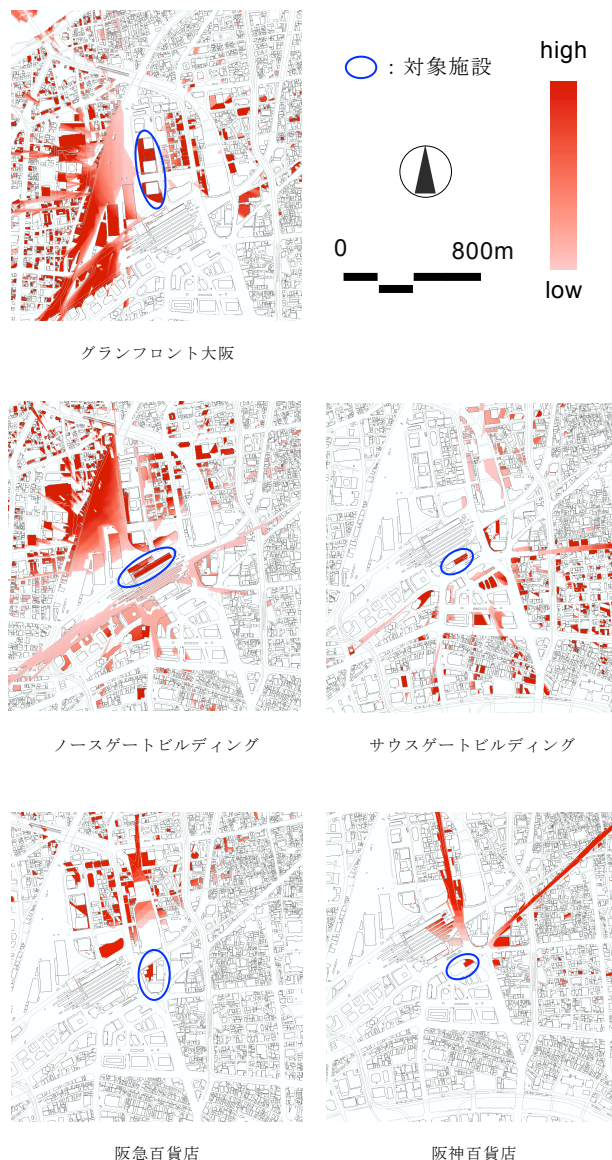 high
：対象施設
0 800m
low
グランフロント大阪
ノースゲートビルディング
サウスゲートビルディング
阪急百貨店
阪神百貨店